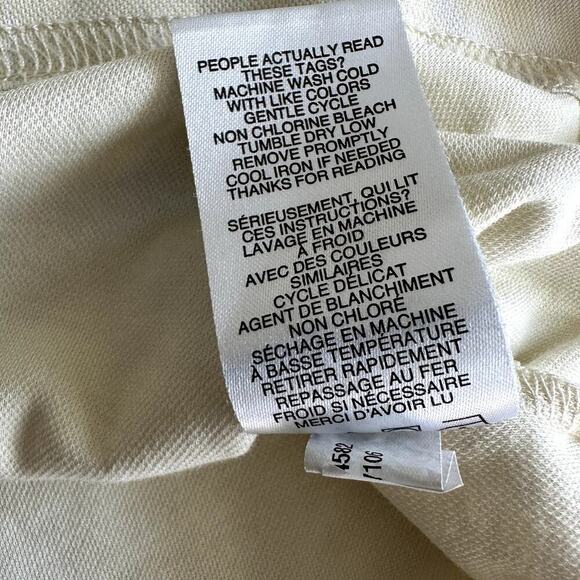 PEOPLE ACTUALLY READ
THESE TAGS?
MACHINE WASH COLD
WITH LIKE COLORS
GENTLE CYCLE
NON CHLORINE BLEACH
TUMBLE DRY LOW
REMOVE PROMPTLY
COOL IRON IF NEEDED
THANKS FOR READING
SÉRIEUSEMENT, QUI LIT
CES INSTRUCTIONS?
LAVAGE EN MACHINE
À FROID
AVEC DES COULEURS
SIMILAIRES
CYCLE DÉLICAT
AGENT DE BLANCHIMENT
NON CHLORÉ
SÉCHAGE EN MACHINE
À BASSE TEMPÉRATURE
RETIRER RAPIDEMENT
REPASSAGE AU FER
FROID SI NÉCESSAIRE
MERCI D'AVOIR LU
4582
/106